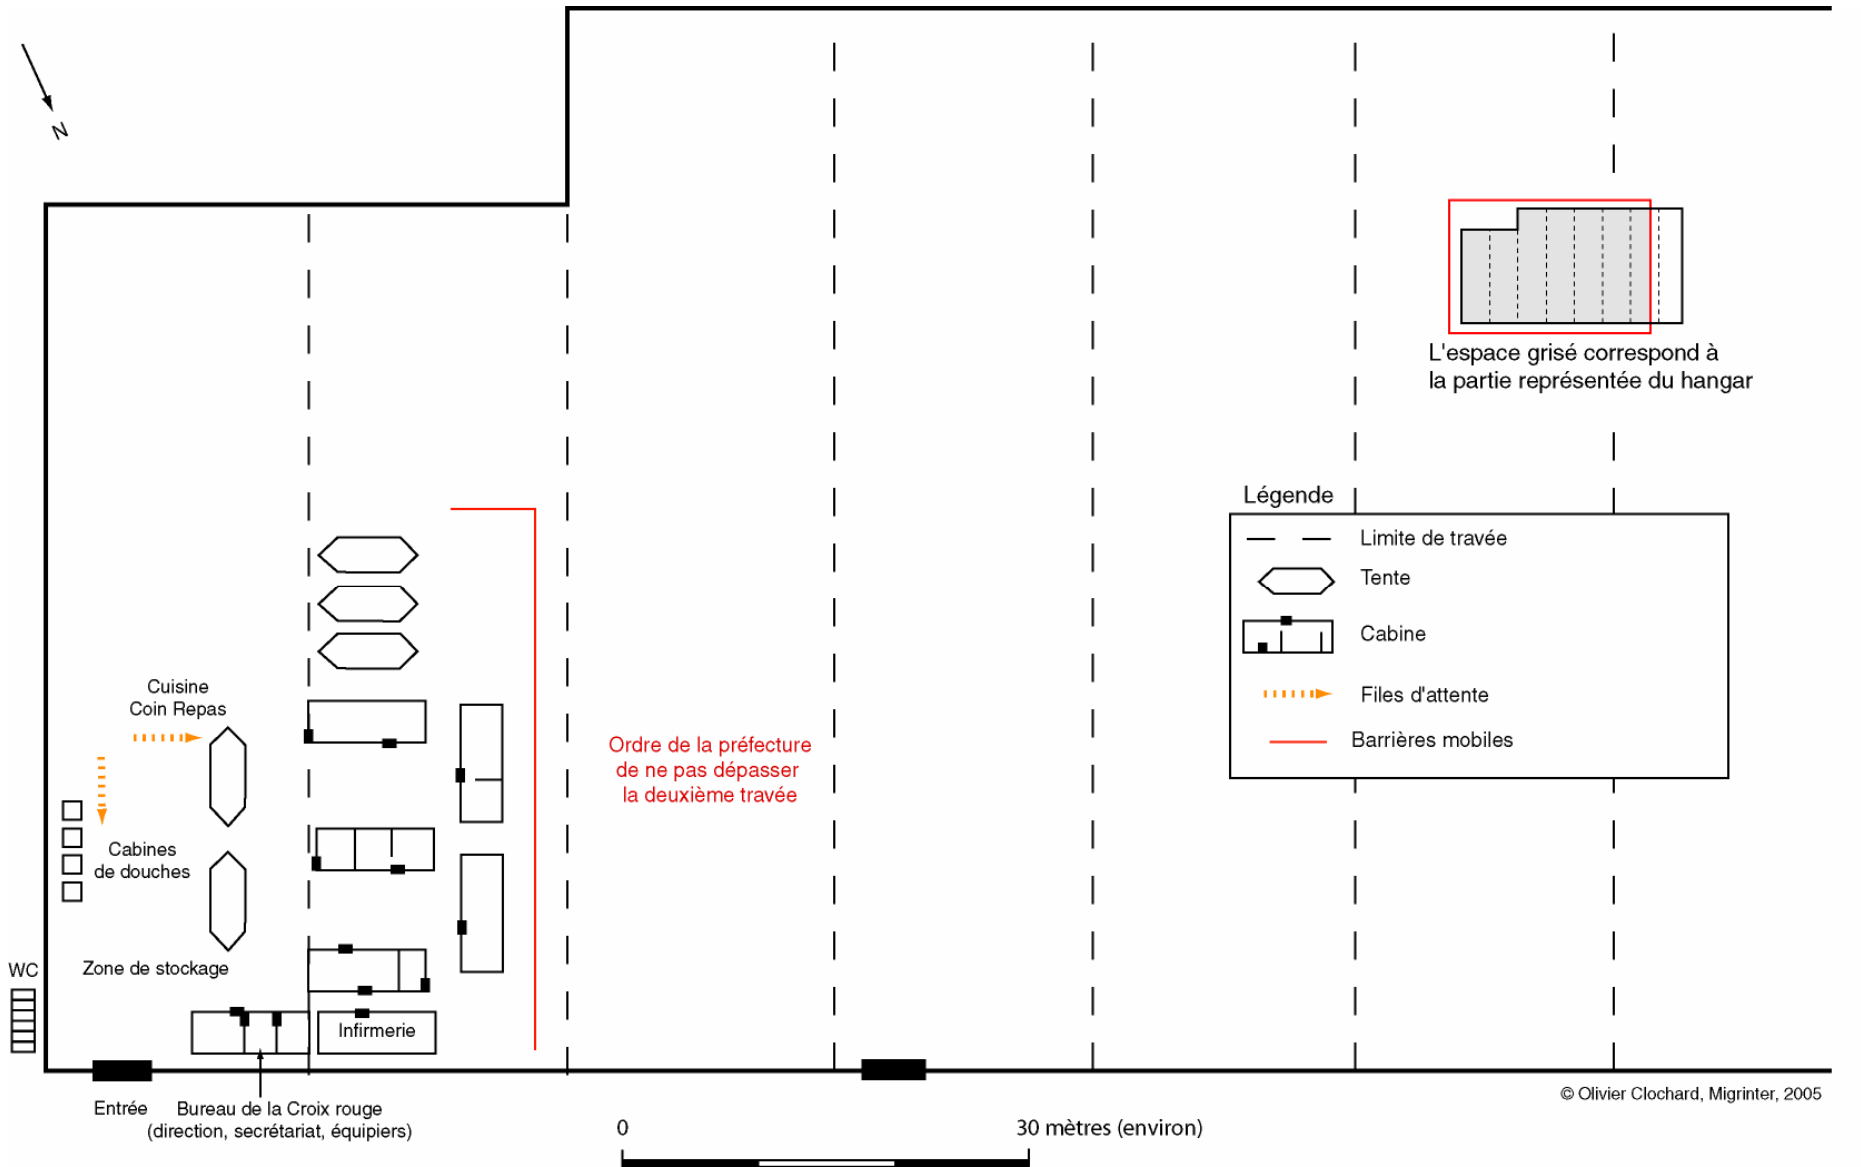 N
L'espace grisé correspond à
la partie représentée du hangar
Légende
Limite de travée
Tente
Cabine
Files d'attente
Barrières mobiles
Cuisine
Coin Repas
Ordre de la préfecture
de ne pas dépasser
la deuxième travée
Cabines
de douches
WC
Zone de stockage
Infirmerie
Entrée
Bureau de la Croix rouge
(direction, secrétariat, équipiers)
© Olivier Clochard, Migrinter, 2005
0
30 mètres (environ)